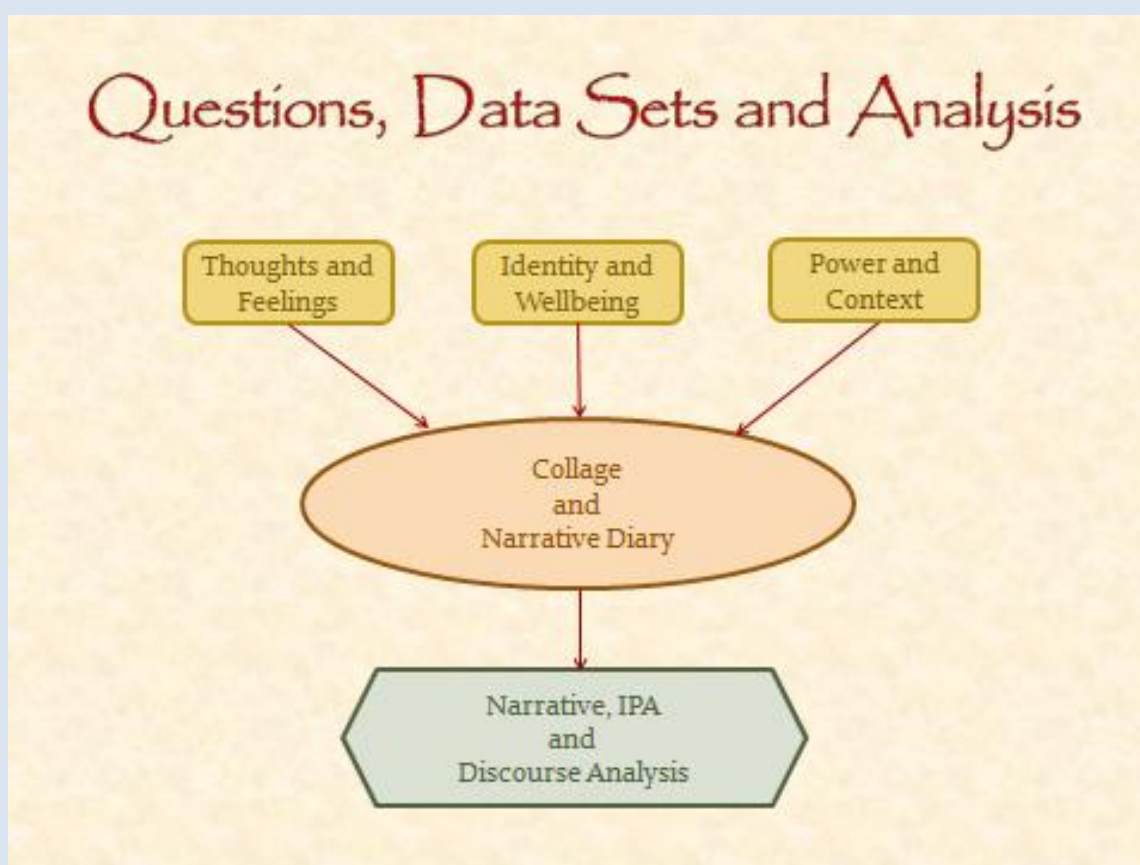 Questions, Data Sets and Analysis
Thoughts and
Feelings
Identity and
Wellbeing
Power and
Context
Collage
and
Narrative Diary
Narrative, IPA
and
Discourse Analysis